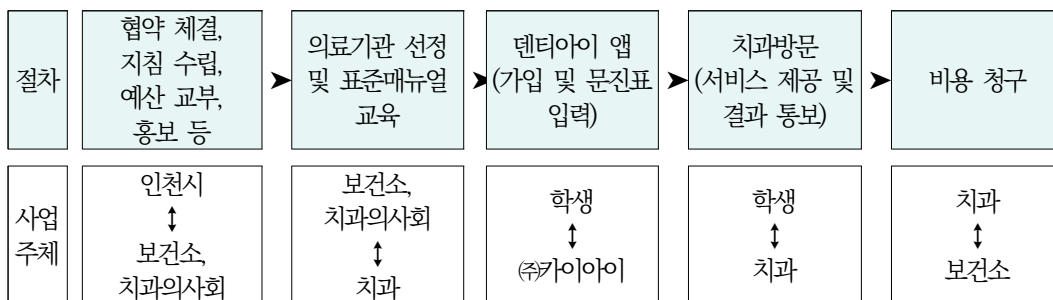 절차
협약 체결,
지침 수립,
예산 교부,
홍보 등
➤
의료기관 선정
및 표준매뉴얼
교육
➤
덴티아이 앱
(가입 및 문진표
입력)
➤
치과방문
(서비스 제공 및
결과 통보)
➤
비용 청구
사업
주체
인천시
↕
보건소,
치과의사회
보건소,
치과의사회
↕
치과
학생
↕
㈜카이아이
학생
↕
치과
치과
↕
보건소